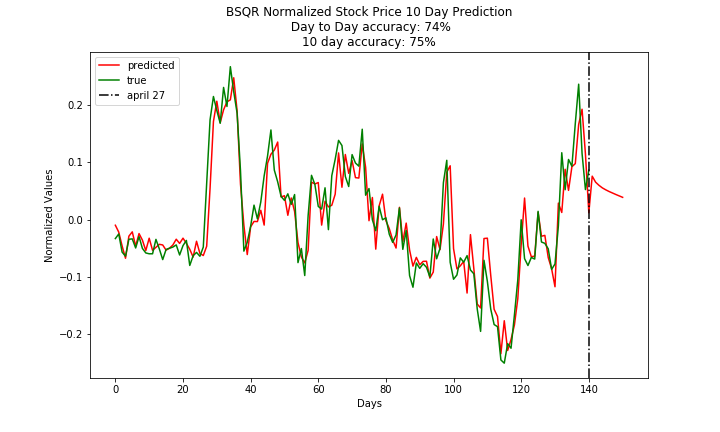 BSQR Normalized Stock Price 10 Day Prediction
Day to Day accuracy: 74%
10 day accuracy: 75%
predicted
true
april 27
Normalized Values
0.2
0.1
0.0
−0.1
−0.2
0 20 40 60 80 100 120 140
Days